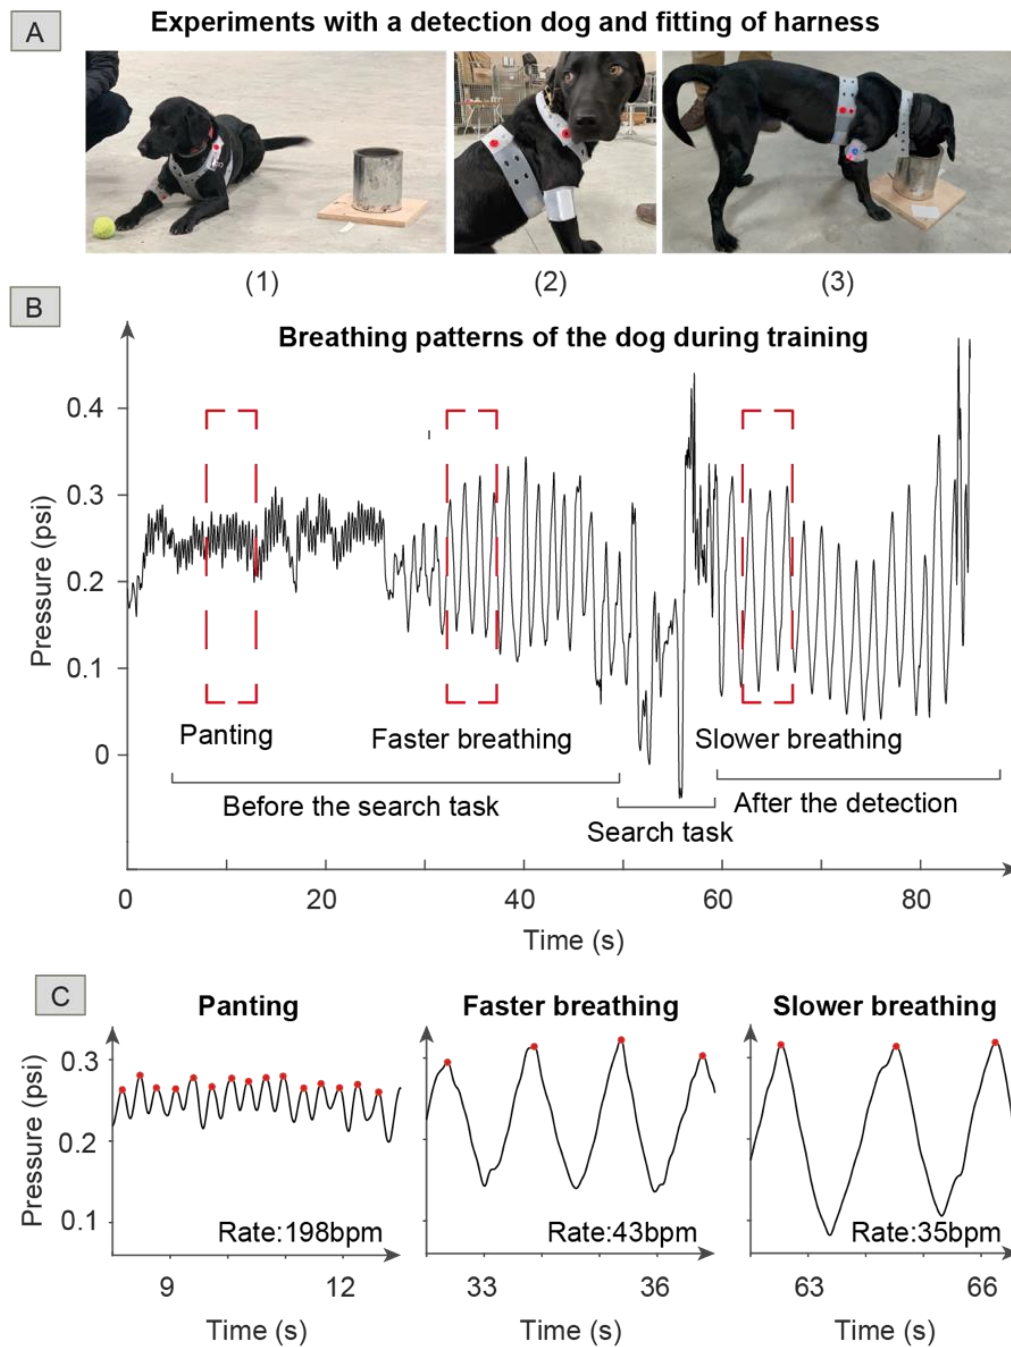 A
Experiments with a detection dog and fitting of harness
(1)
(2)
(3)
B
Breathing patterns of the dog during training
Pressure (psi)
0.4
0.3
0.2
0.1
0
Panting
Faster breathing
Slower breathing
Before the search task
After the detection
Search task
0
20
40
60
80
Time (s)
C
Panting
Faster breathing
Slower breathing
Pressure (psi)
0.3
0.2
0.1
Rate:198bpm
Rate:43bpm
Rate:35bpm
9
12
33
36
63
66
Time (s)
Time (s)
Time (s)